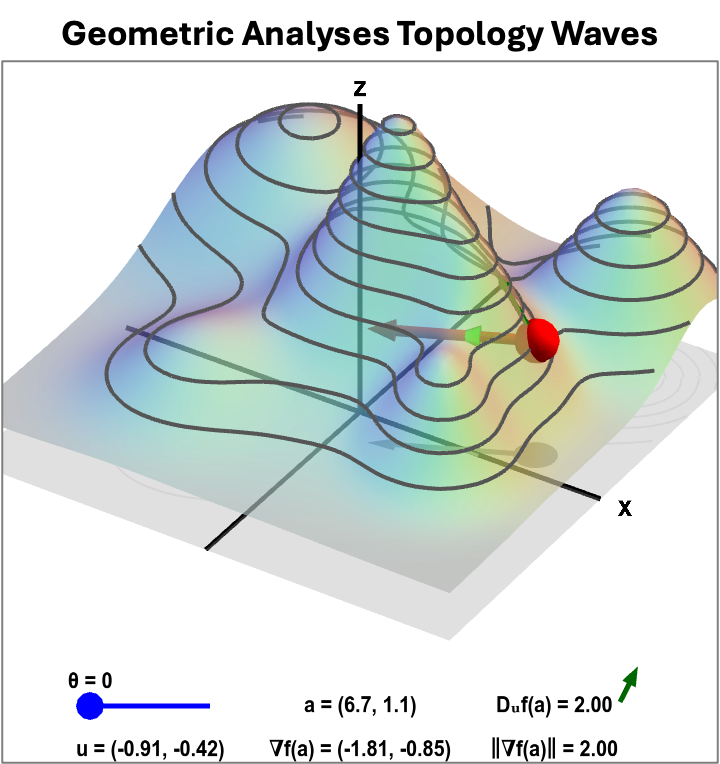 Geometric Analyses Topology Waves
z
x
θ = 0
a = (6.7, 1.1)
Duf(a) = 2.00
u = (-0.91, -0.42)
∇f(a) = (-1.81, -0.85)
‖∇f(a)‖ = 2.00